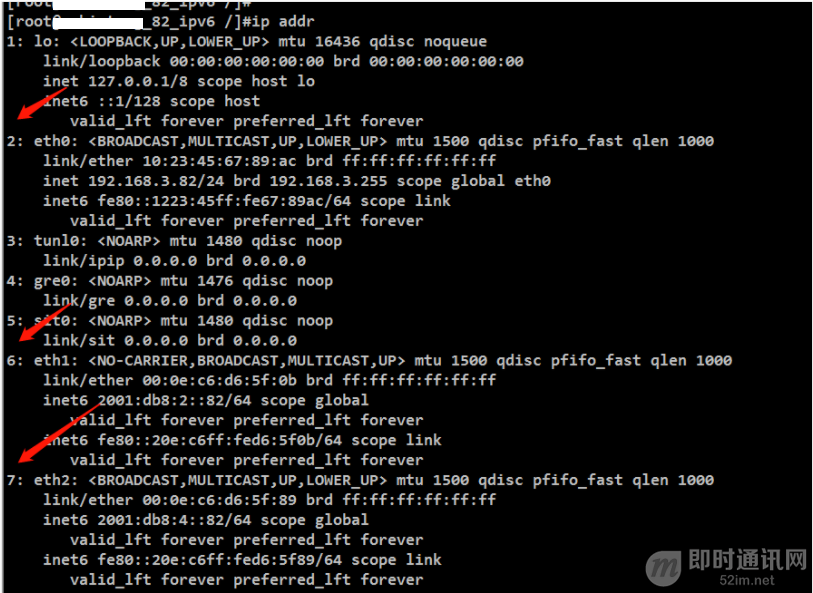 [root@ _82_ipv6 /]#
[root@ _82_ipv6 /]#ip addr
1: lo: <LOOPBACK,UP,LOWER_UP> mtu 16436 qdisc noqueue
link/loopback 00:00:00:00:00:00 brd 00:00:00:00:00:00
inet 127.0.0.1/8 scope host lo
inet6 ::1/128 scope host
valid_lft forever preferred_lft forever
2: eth0: <BROADCAST,MULTICAST,UP,LOWER_UP> mtu 1500 qdisc pfifo_fast qlen 1000
link/ether 10:23:45:67:89:ac brd ff:ff:ff:ff:ff:ff
inet 192.168.3.82/24 brd 192.168.3.255 scope global eth0
inet6 fe80::1223:45ff:fe67:89ac/64 scope link
valid_lft forever preferred_lft forever
3: tunl0: <NOARP> mtu 1480 qdisc noop
link/ipip 0.0.0.0 brd 0.0.0.0
4: gre0: <NOARP> mtu 1476 qdisc noop
link/gre 0.0.0.0 brd 0.0.0.0
5: sit0: <NOARP> mtu 1480 qdisc noop
link/sit 0.0.0.0 brd 0.0.0.0
6: eth1: <NO-CARRIER,BROADCAST,MULTICAST,UP> mtu 1500 qdisc pfifo_fast qlen 1000
link/ether 00:0e:c6:d6:5f:0b brd ff:ff:ff:ff:ff:ff
inet6 2001:db8:2::82/64 scope global
valid_lft forever preferred_lft forever
inet6 fe80::20e:c6ff:fed6:5f0b/64 scope link
valid_lft forever preferred_lft forever
7: eth2: <BROADCAST,MULTICAST,UP,LOWER_UP> mtu 1500 qdisc pfifo_fast qlen 1000
link/ether 00:0e:c6:d6:5f:89 brd ff:ff:ff:ff:ff:ff
inet6 2001:db8:4::82/64 scope global
valid_lft forever preferred_lft forever
inet6 fe80::20e:c6ff:fed6:5f89/64 scope link
valid_lft forever preferred_lft forever
即时通讯网
52im.net